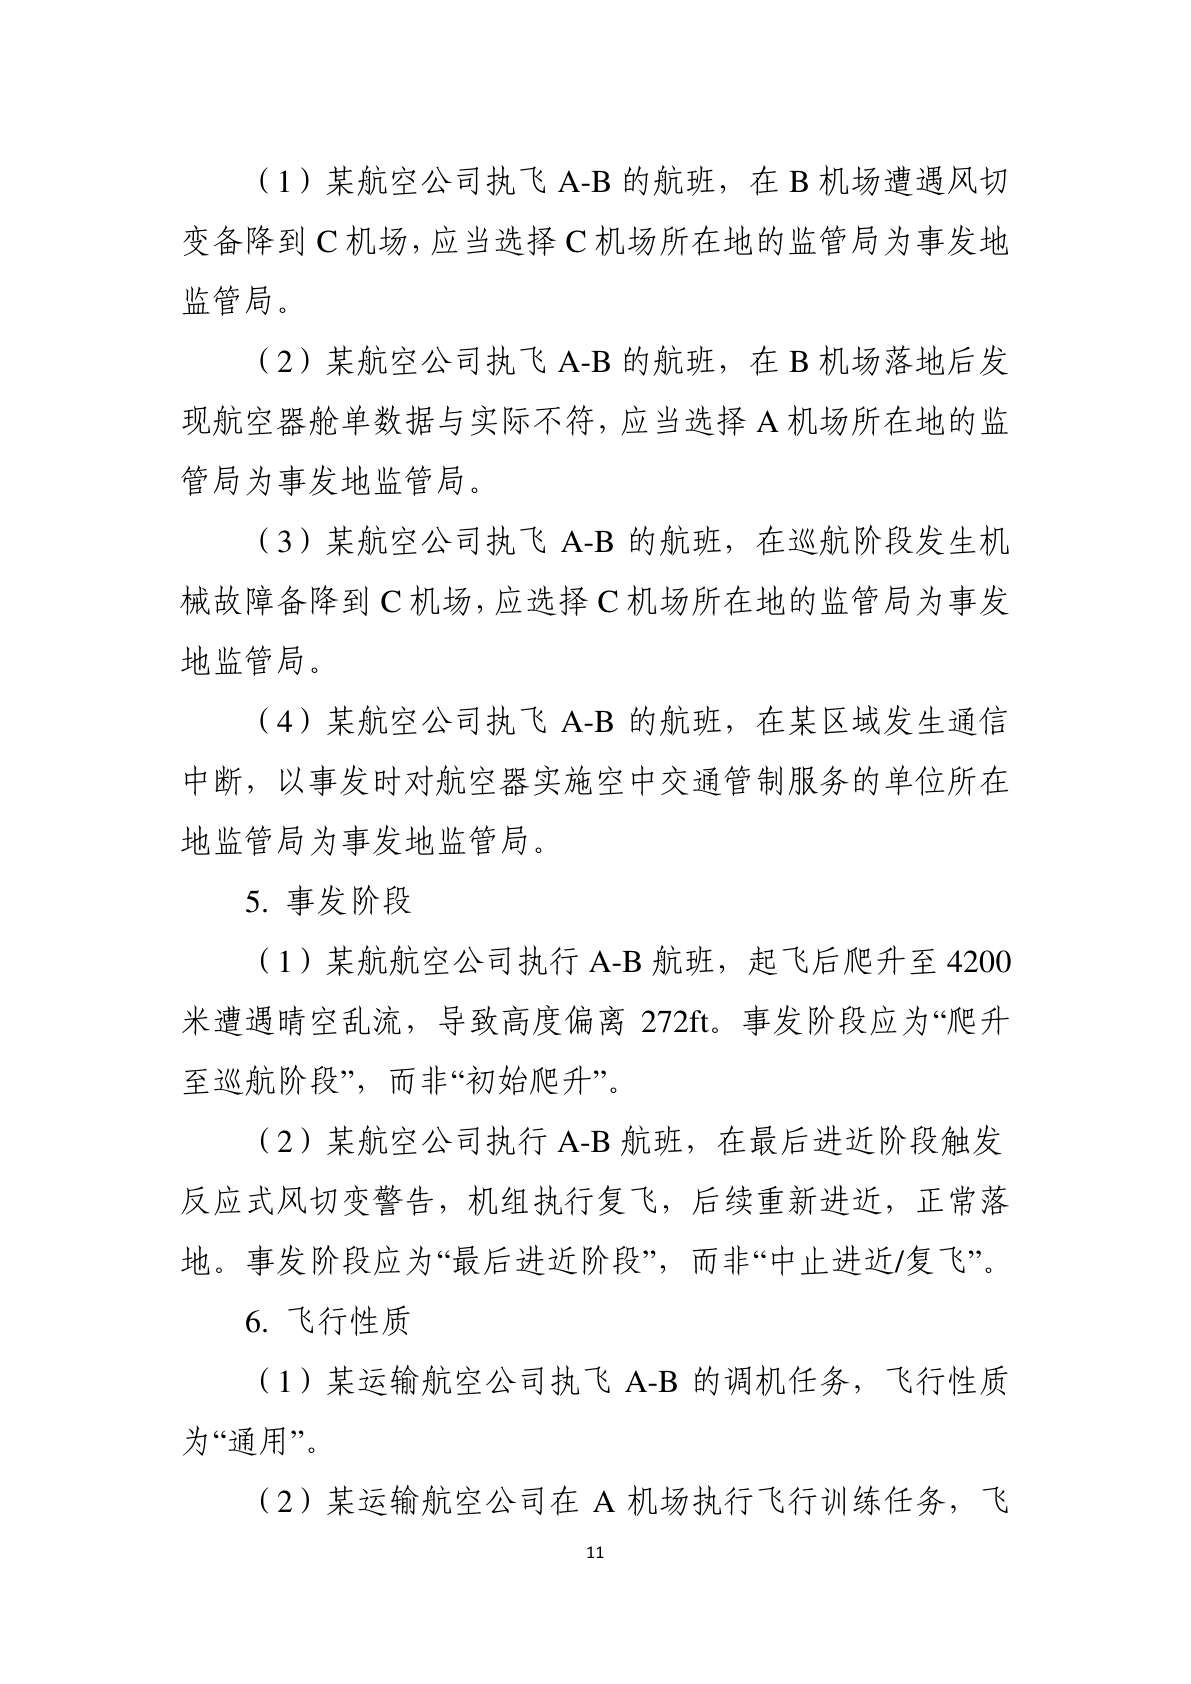 （1）某航空公司执飞 A-B 的航班，在 B 机场遭遇风切
变备降到 C 机场，应当选择 C 机场所在地的监管局为事发地
监管局。
（2）某航空公司执飞 A-B 的航班，在 B 机场落地后发
现航空器舱单数据与实际不符，应当选择 A 机场所在地的监
管局为事发地监管局。
（3）某航空公司执飞 A-B 的航班，在巡航阶段发生机
械故障备降到 C 机场，应选择 C 机场所在地的监管局为事发
地监管局。
（4）某航空公司执飞 A-B 的航班，在某区域发生通信
中断，以事发时对航空器实施空中交通管制服务的单位所在
地监管局为事发地监管局。
5. 事发阶段
（1）某航航空公司执行 A-B 航班，起飞后爬升至 4200
米遭遇晴空乱流，导致高度偏离 272ft。事发阶段应为“爬升
至巡航阶段”，而非“初始爬升”。
（2）某航空公司执行 A-B 航班，在最后进近阶段触发
反应式风切变警告，机组执行复飞，后续重新进近，正常落
地。事发阶段应为“最后进近阶段”，而非“中止进近/复飞”。
6. 飞行性质
（1）某运输航空公司执飞 A-B 的调机任务，飞行性质
为“通用”。
（2）某运输航空公司在 A 机场执行飞行训练任务，飞
11